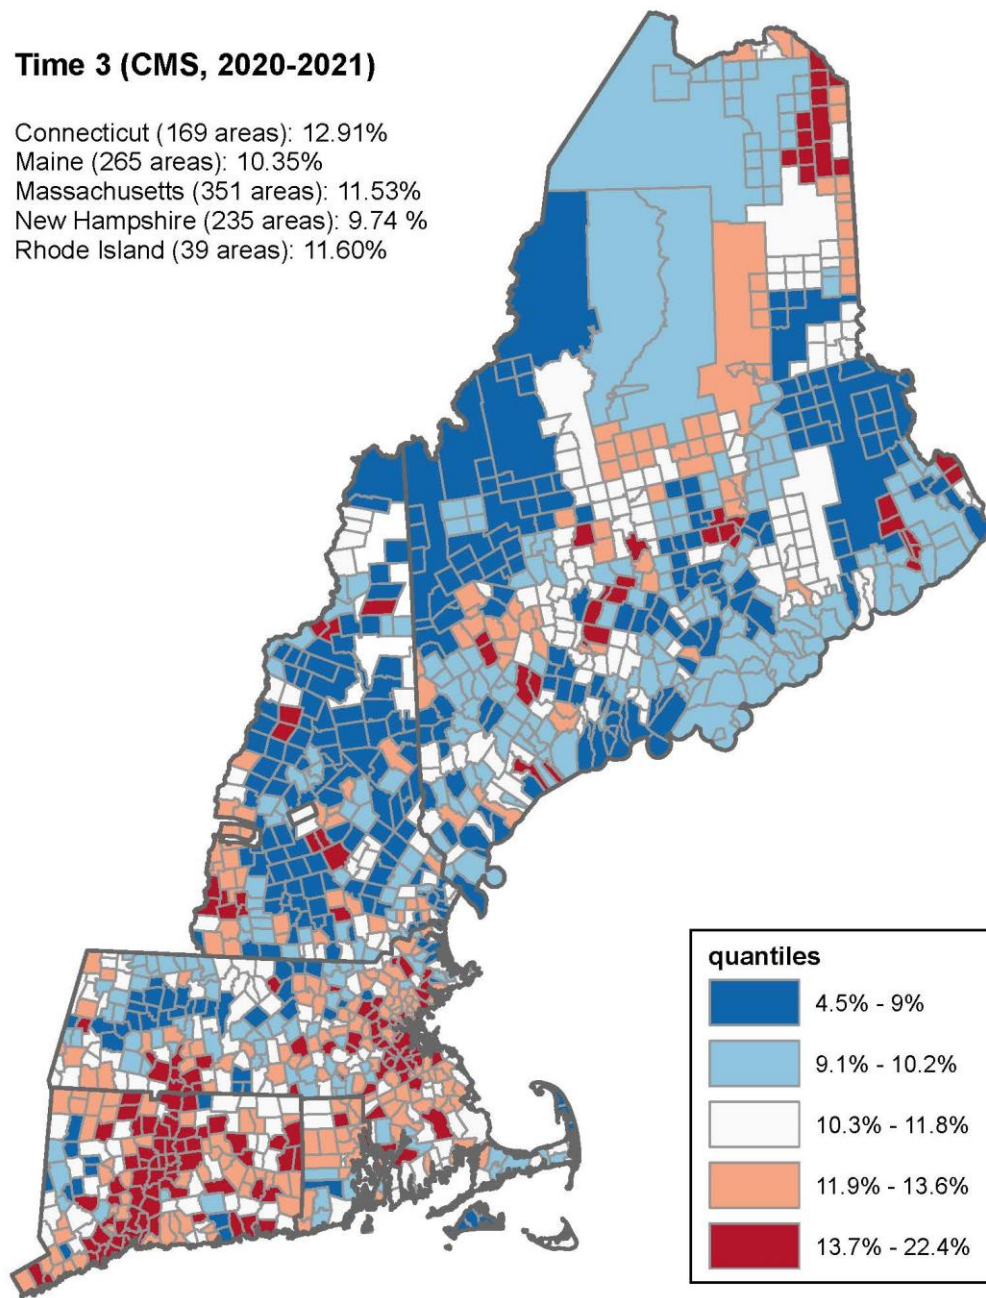 Time 3 (CMS, 2020-2021)
Connecticut (169 areas): 12.91%
Maine (265 areas): 10.35%
Massachusetts (351 areas): 11.53%
New Hampshire (235 areas): 9.74 %
Rhode Island (39 areas): 11.60%
quantiles
4.5% - 9%
9.1% - 10.2%
10.3% - 11.8%
11.9% - 13.6%
13.7% - 22.4%